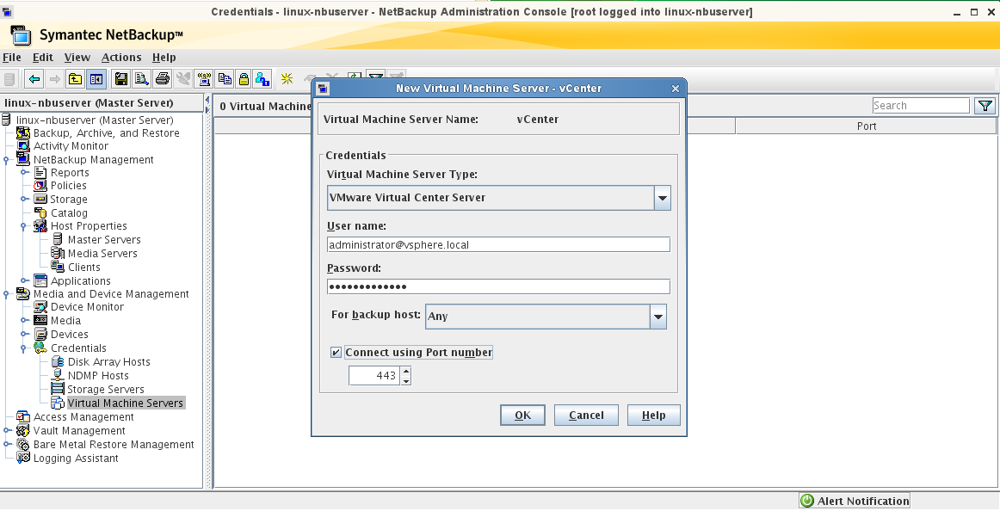 Credentials - linux-nbuserver - NetBackup Administration Console [root logged into linux-nbuserver]
Symantec NetBackup™
File Edit View Actions Help
linux-nbuserver (Master Server)
linux-nbuserver (Master Server)
Backup, Archive, and Restore
Activity Monitor
NetBackup Management
Reports
Policies
Storage
Catalog
Host Properties
Master Servers
Media Servers
Clients
Applications
Media and Device Management
Device Monitor
Media
Devices
Credentials
Disk Array Hosts
NDMP Hosts
Storage Servers
Virtual Machine Servers
Access Management
Vault Management
Bare Metal Restore Management
Logging Assistant
0 Virtual Machine
Search
Port
New Virtual Machine Server - vCenter
Virtual Machine Server Name: vCenter
Credentials
Virtual Machine Server Type:
VMware Virtual Center Server
User name:
administrator@vsphere.local
Password:
•••••••••••••
For backup host: Any
Connect using Port number
443
OK Cancel Help
Alert Notification